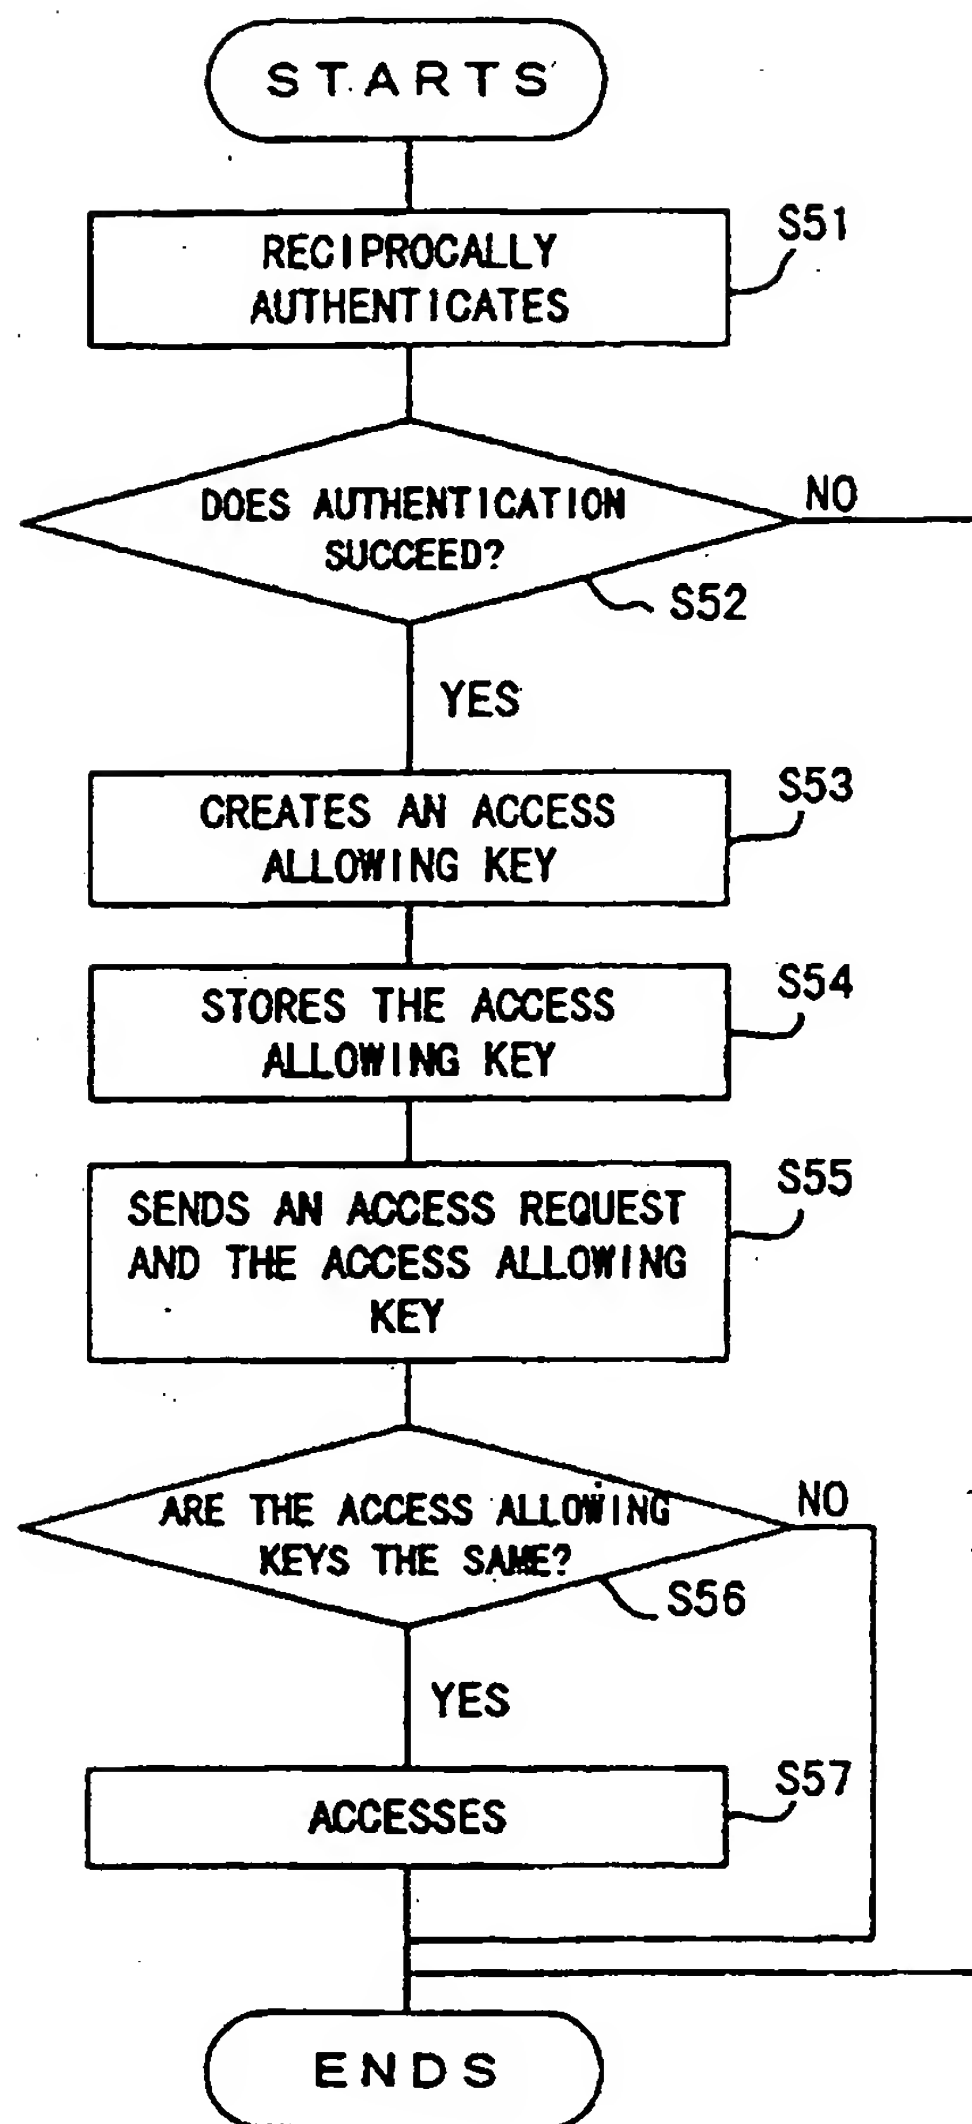 STARTS
S51
RECIPROCALLY
AUTHENTICATES
DOES AUTHENTICATION
SUCCEED?
NO
S52
YES
S53
CREATES AN ACCESS
ALLOWING KEY
S54
STORES THE ACCESS
ALLOWING KEY
S55
SENDS AN ACCESS REQUEST
AND THE ACCESS ALLOWING
KEY
ARE THE ACCESS ALLOWING
KEYS THE SAME?
NO
S56
YES
S57
ACCESSES
ENDS